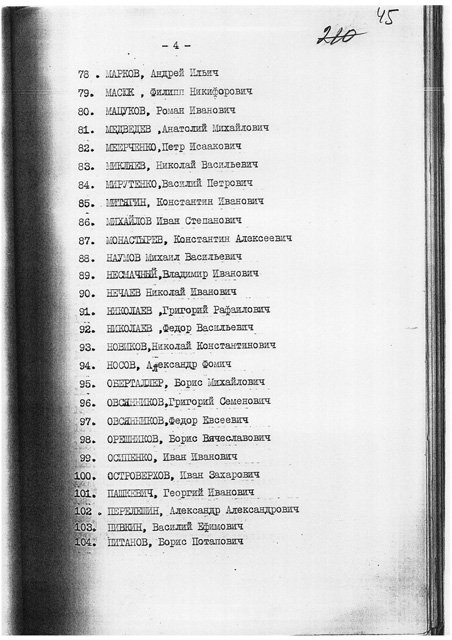 45
210
- 4 -
78 . МАРКОВ, Андрей Ильич
79. МАСЮК , Филипп Никифорович
80. МАЦУКОВ, Роман Иванович
81. МЕДВЕДЕВ ,Анатолий Михайлович
82. МЕЕРЧЕНКО,Петр Исаакович
83. МИКЛЯЕВ, Николай Васильевич
84. МИРУТЕНКО,Василий Петрович
85. МИТЯГИН, Константин Иванович
86. МИХАЙЛОВ Иван Степанович
87. МОНАСТЫРЕВ, Константин Алексеевич
88. НАУМОВ Михаил Васильевич
89. НЕСМАЧНЫЙ,Владимир Иванович
90. НЕЧАЕВ Николай Иванович
91. НИКОЛАЕВ ,Григорий Рафаилович
92. НИКОЛАЕВ ,Федор Васильевич
93. НОВИКОВ,Николай Константинович
94. НОСОВ, Александр Фомич
95. ОБЕРТАЛЛЕР, Борис Михайлович
96. ОВСЯННИКОВ,Григорий Семенович
97. ОВСЯННИКОВ,Федор Евсеевич
98. ОРЕШНИКОВ, Борис Вячеславович
99. ОСИПЕНКО, Иван Иванович
100. ОСТРОВЕРХОВ, Иван Захарович
101. ПАШКЕВИЧ, Георгий Иванович
102 . ПЕРЕЛЕШИН, Александр Александрович
103. ПИВКИН, Василий Ефимович
104. ПИТАНОВ, Борис Потапович